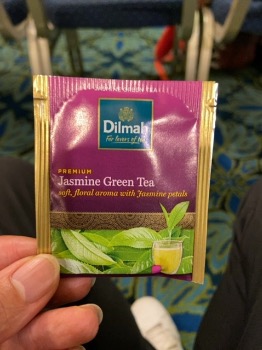 Dilmah
For lovers of tea
PREMIUM
Jasmine Green Tea
soft, floral aroma with Jasmine petals